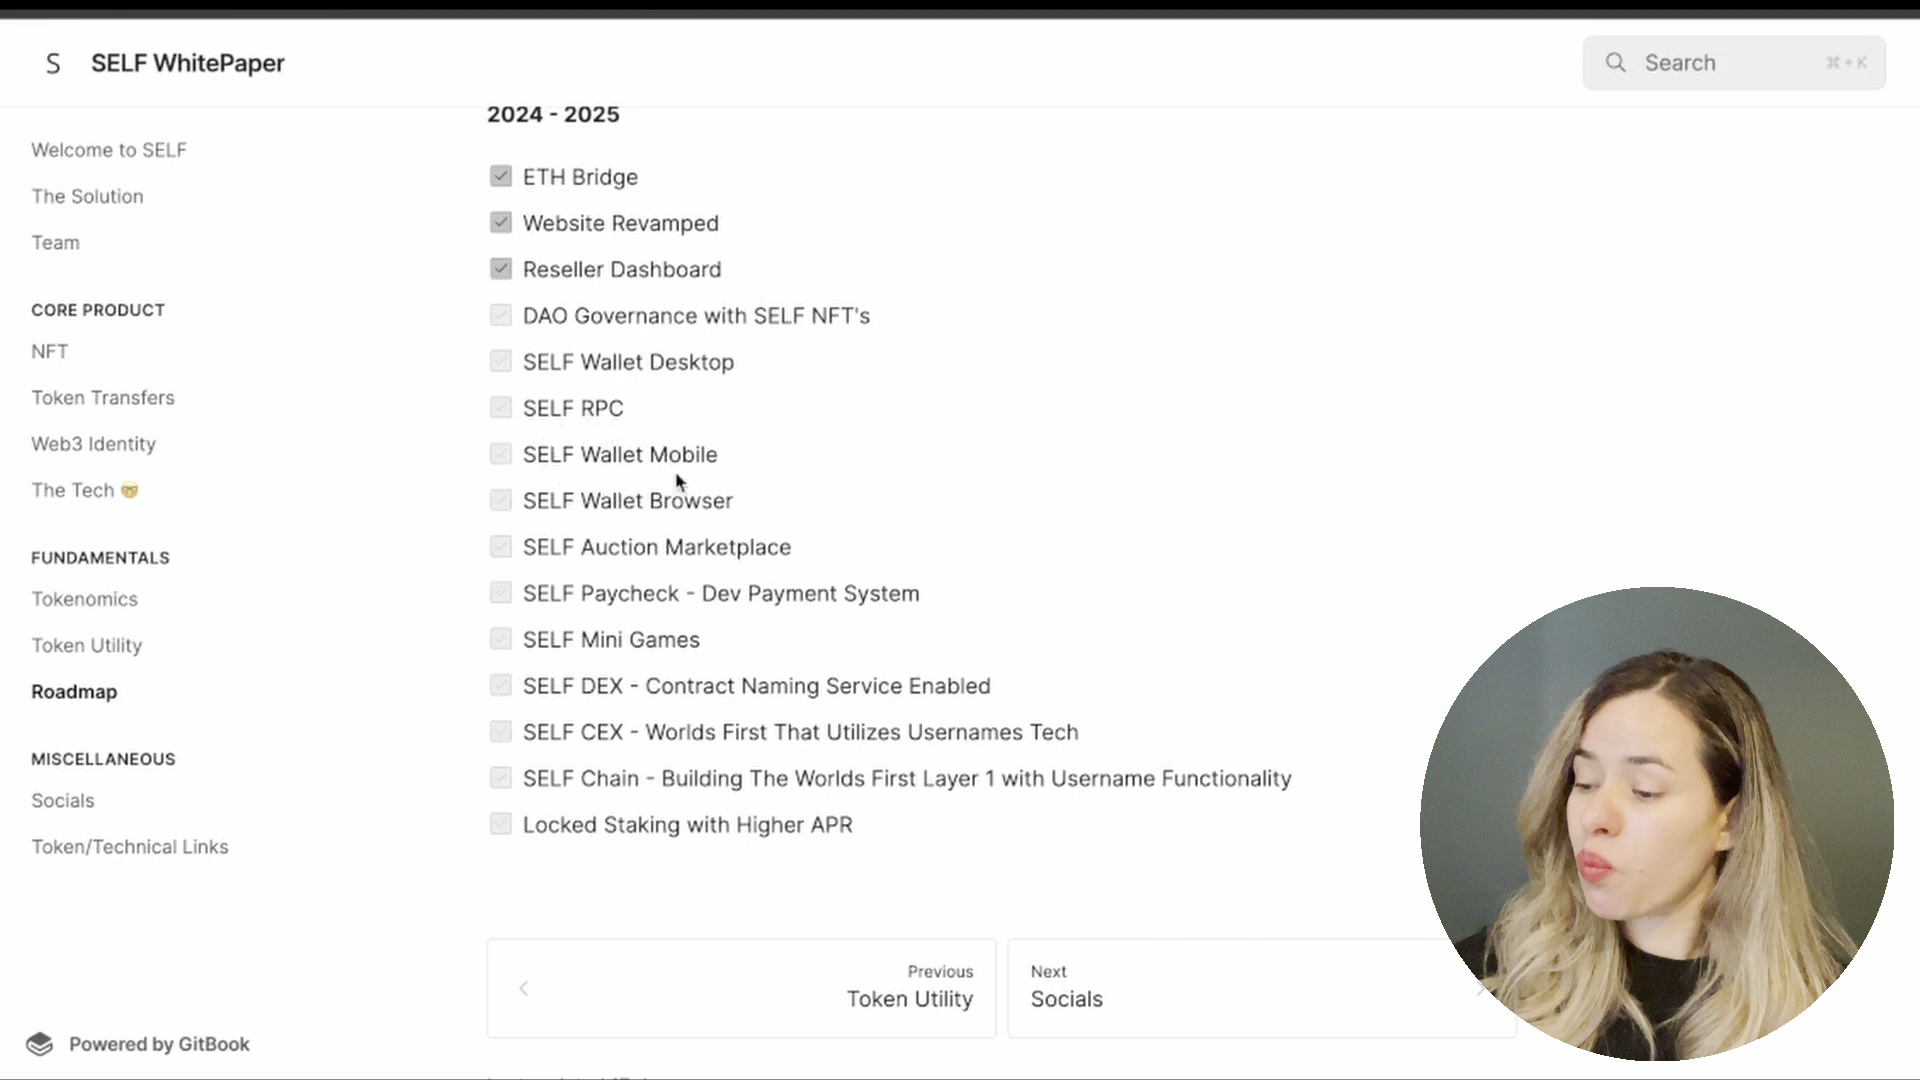 S SELF WhitePaper
Search ⌘ + K
Welcome to SELF
The Solution
Team
CORE PRODUCT
NFT
Token Transfers
Web3 Identity
The Tech 🤓
FUNDAMENTALS
Tokenomics
Token Utility
Roadmap
MISCELLANEOUS
Socials
Token/Technical Links
Powered by GitBook
2024 - 2025
ETH Bridge
Website Revamped
Reseller Dashboard
DAO Governance with SELF NFT's
SELF Wallet Desktop
SELF RPC
SELF Wallet Mobile
SELF Wallet Browser
SELF Auction Marketplace
SELF Paycheck - Dev Payment System
SELF Mini Games
SELF DEX - Contract Naming Service Enabled
SELF CEX - Worlds First That Utilizes Usernames Tech
SELF Chain - Building The Worlds First Layer 1 with Username Functionality
Locked Staking with Higher APR
Previous
Token Utility
Next
Socials